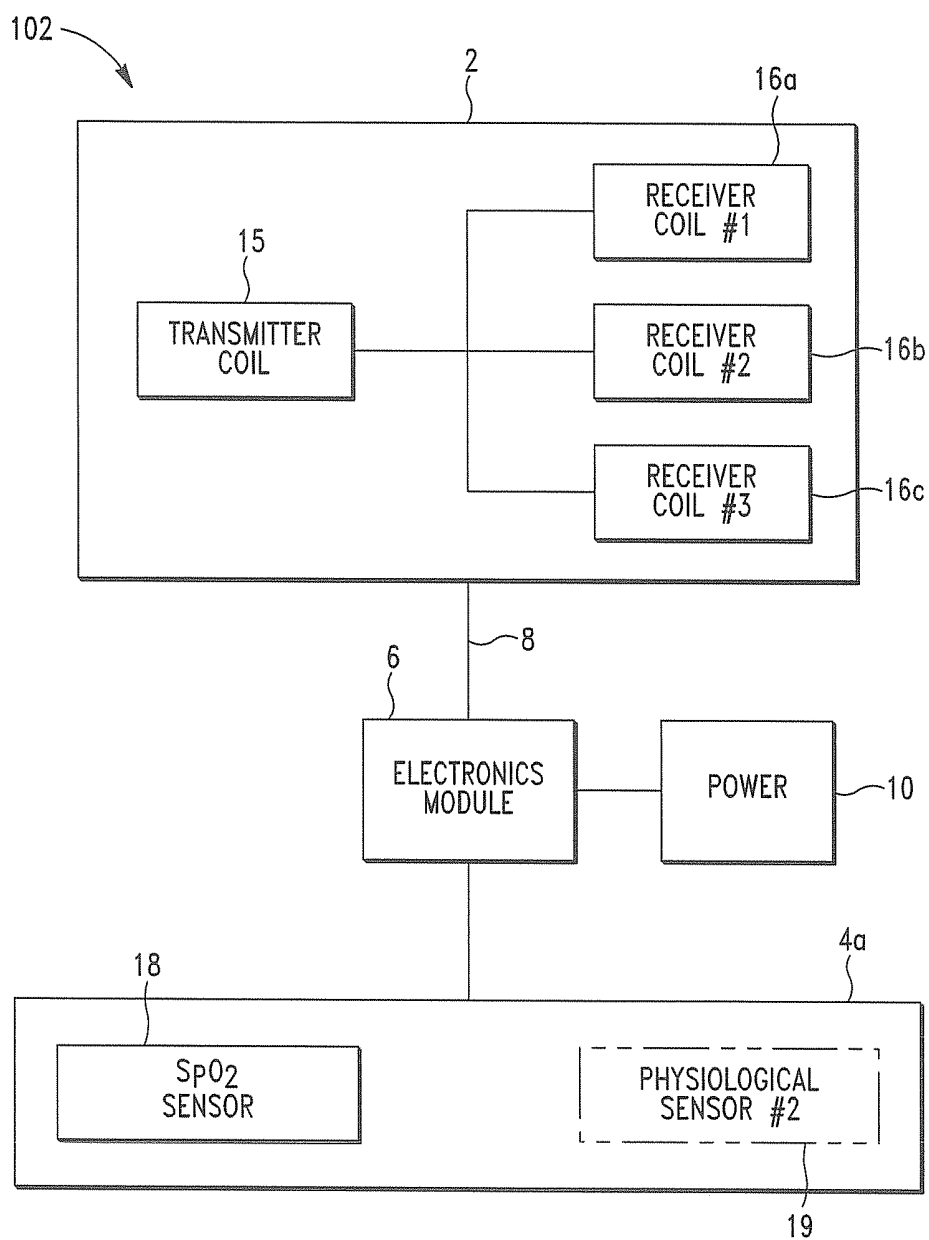 102
2
16a
RECEIVER
COIL #1
15
TRANSMITTER
COIL
RECEIVER
COIL #2
16b
RECEIVER
COIL #3
16c
8
6
ELECTRONICS
MODULE
POWER
10
4a
18
SpO2
SENSOR
PHYSIOLOGICAL
SENSOR #2
19